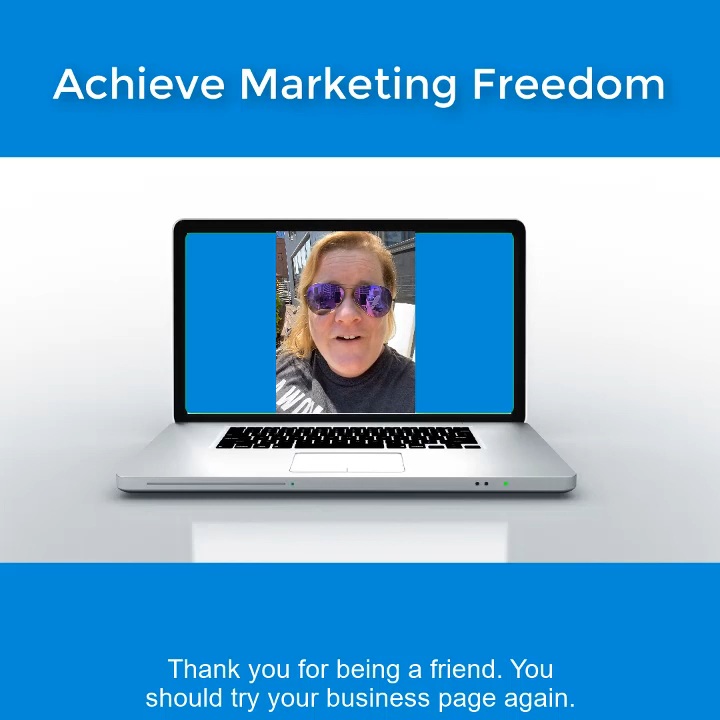 Achieve Marketing Freedom
Thank you for being a friend. You
should try your business page again.